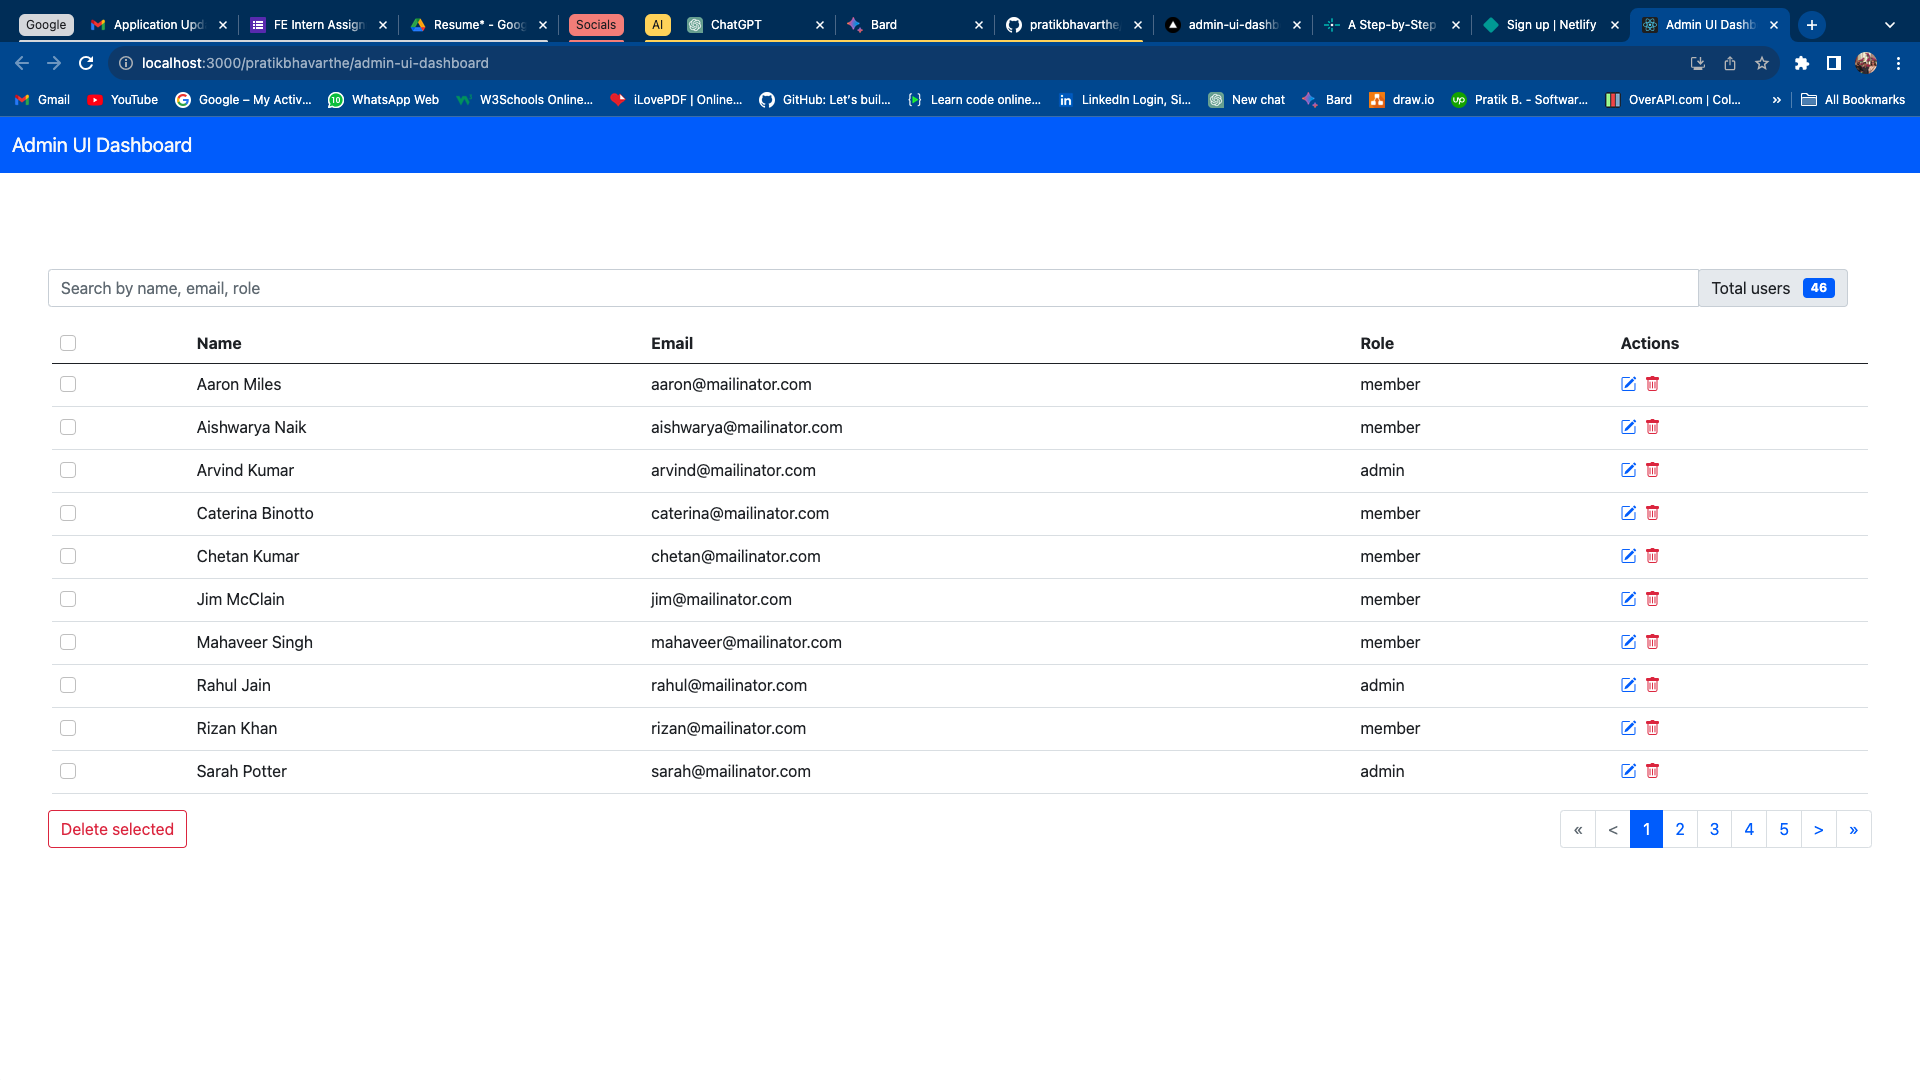 Google Application Upd FE Intern Assign Resume* - Goog Socials AI ChatGPT Bard pratikbhavarthe admin-ui-dashb A Step-by-Step Sign up | Netlify Admin UI Dashb
localhost:3000/pratikbhavarthe/admin-ui-dashboard
Gmail YouTube Google – My Activ... WhatsApp Web W3Schools Online... iLovePDF | Online... GitHub: Let's buil... Learn code online... LinkedIn Login, Si... New chat Bard draw.io Pratik B. - Softwar... OverAPI.com | Col... » All Bookmarks
Admin UI Dashboard
Search by name, email, role Total users 46
Name Email Role Actions
Aaron Miles aaron@mailinator.com member
Aishwarya Naik aishwarya@mailinator.com member
Arvind Kumar arvind@mailinator.com admin
Caterina Binotto caterina@mailinator.com member
Chetan Kumar chetan@mailinator.com member
Jim McClain jim@mailinator.com member
Mahaveer Singh mahaveer@mailinator.com member
Rahul Jain rahul@mailinator.com admin
Rizan Khan rizan@mailinator.com member
Sarah Potter sarah@mailinator.com admin
Delete selected « < 1 2 3 4 5 > »